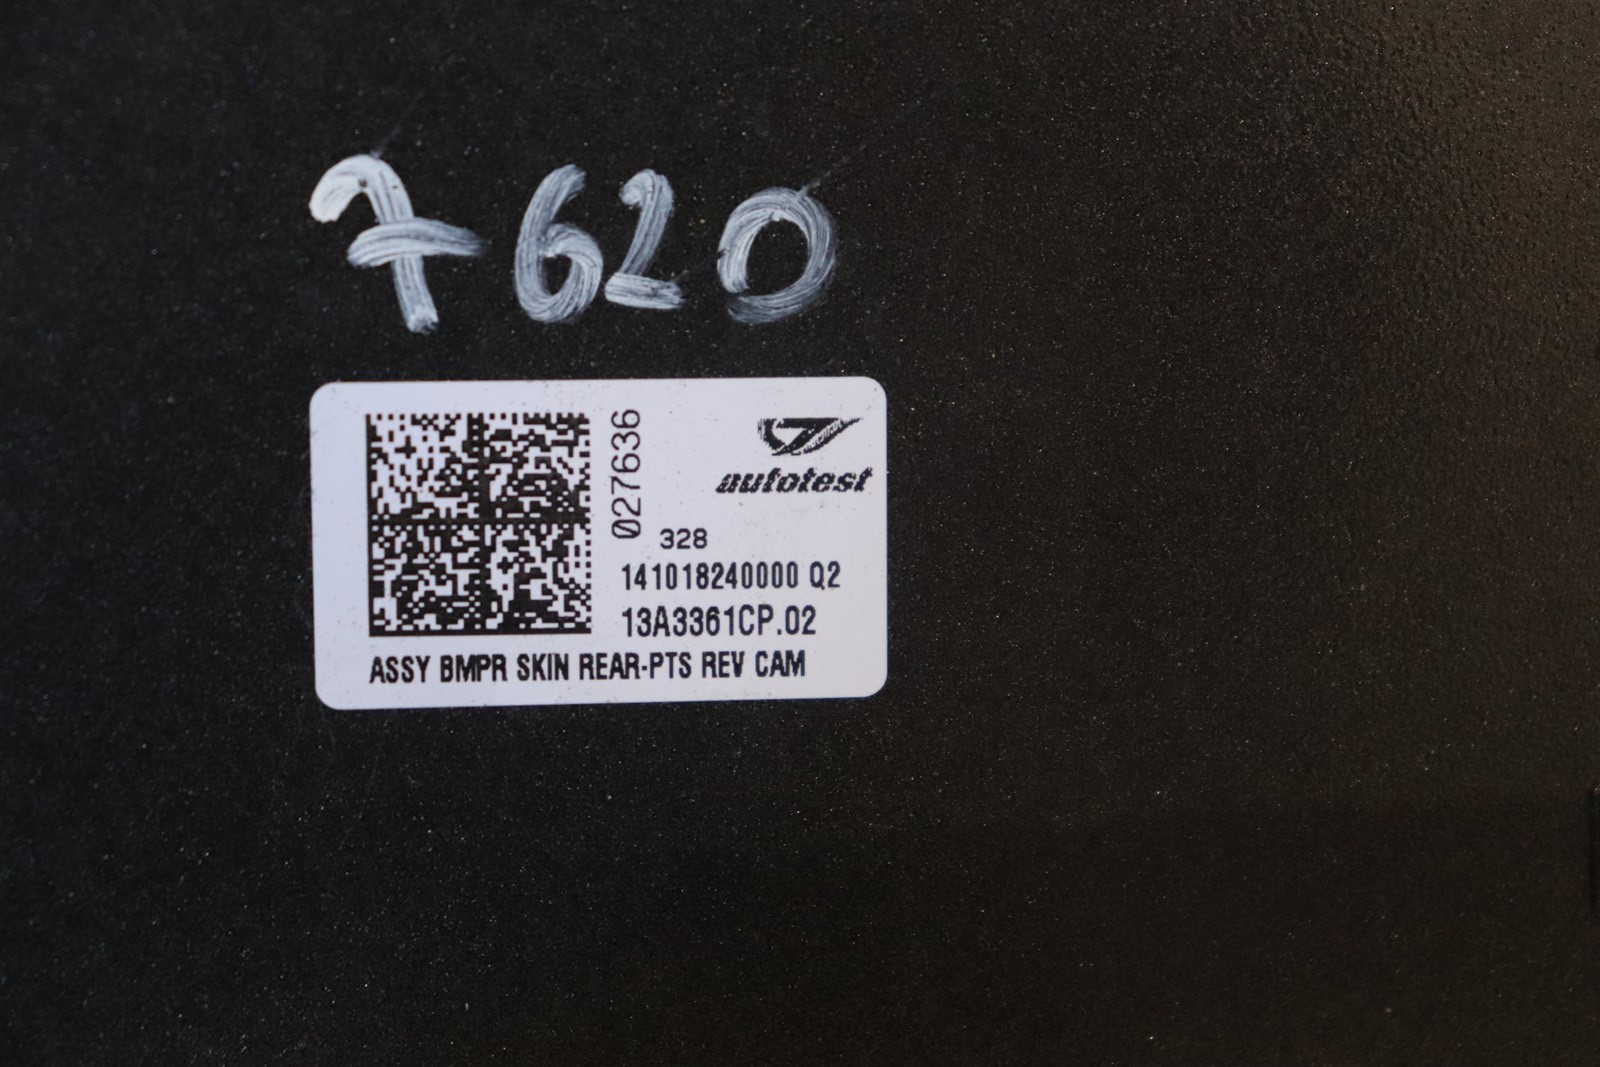 7620
027636
autotest
328
141018240000 Q2
13A3361CP.02
ASSY BMPR SKIN REAR-PTS REV CAM